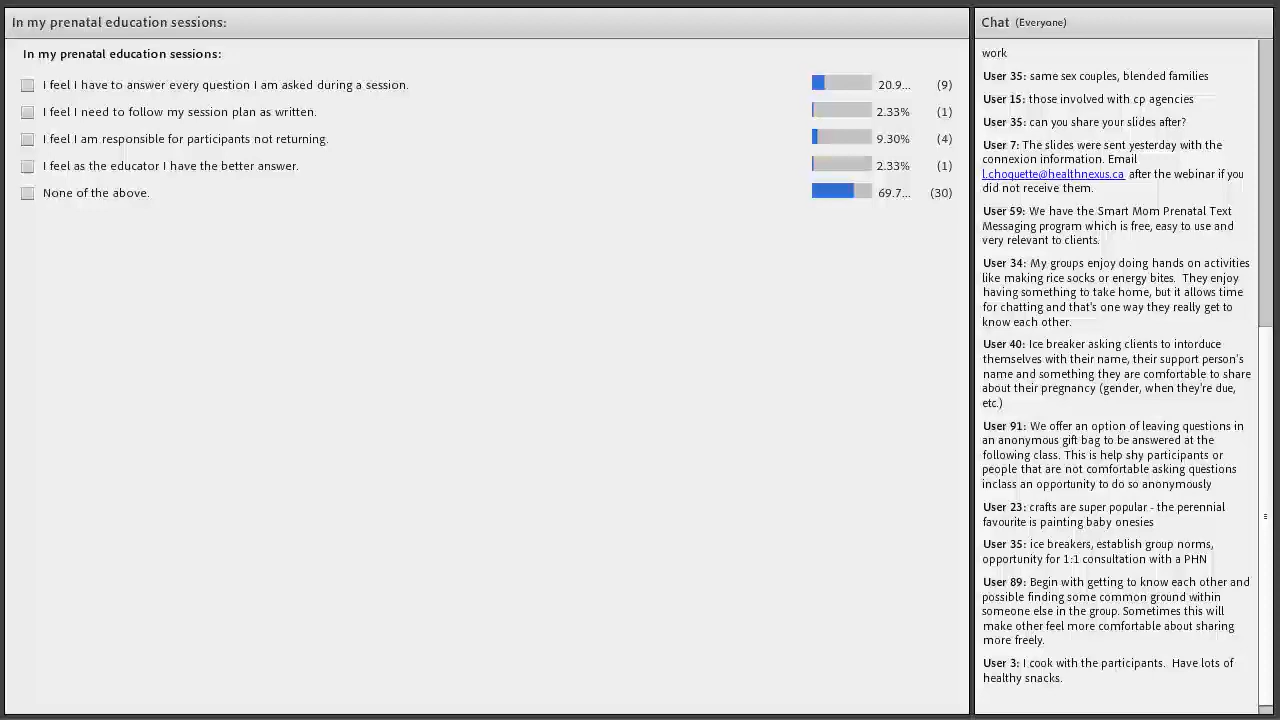 In my prenatal education sessions:
In my prenatal education sessions:
I feel I have to answer every question I am asked during a session. 20.9... (9)
I feel I need to follow my session plan as written. 2.33% (1)
I feel I am responsible for participants not returning. 9.30% (4)
I feel as the educator I have the better answer. 2.33% (1)
None of the above. 69.7... (30)
Chat (Everyone)
work
User 35: same sex couples, blended families
User 15: those involved with cp agencies
User 35: can you share your slides after?
User 7: The slides were sent yesterday with the
connexion information. Email
l.choquette@healthnexus.ca after the webinar if you
did not receive them.
User 59: We have the Smart Mom Prenatal Text
Messaging program which is free, easy to use and
very relevant to clients.
User 34: My groups enjoy doing hands on activities
like making rice socks or energy bites. They enjoy
having something to take home, but it allows time
for chatting and that's one way they really get to
know each other.
User 40: Ice breaker asking clients to intorduce
themselves with their name, their support person's
name and something they are comfortable to share
about their pregnancy (gender, when they're due,
etc.)
User 91: We offer an option of leaving questions in
an anonymous gift bag to be answered at the
following class. This is help shy participants or
people that are not comfortable asking questions
inclass an opportunity to do so anonymously
User 23: crafts are super popular - the perennial
favourite is painting baby onesies
User 35: ice breakers, establish group norms,
opportunity for 1:1 consultation with a PHN
User 89: Begin with getting to know each other and
possible finding some common ground within
someone else in the group. Sometimes this will
make other feel more comfortable about sharing
more freely.
User 3: I cook with the participants. Have lots of
healthy snacks.